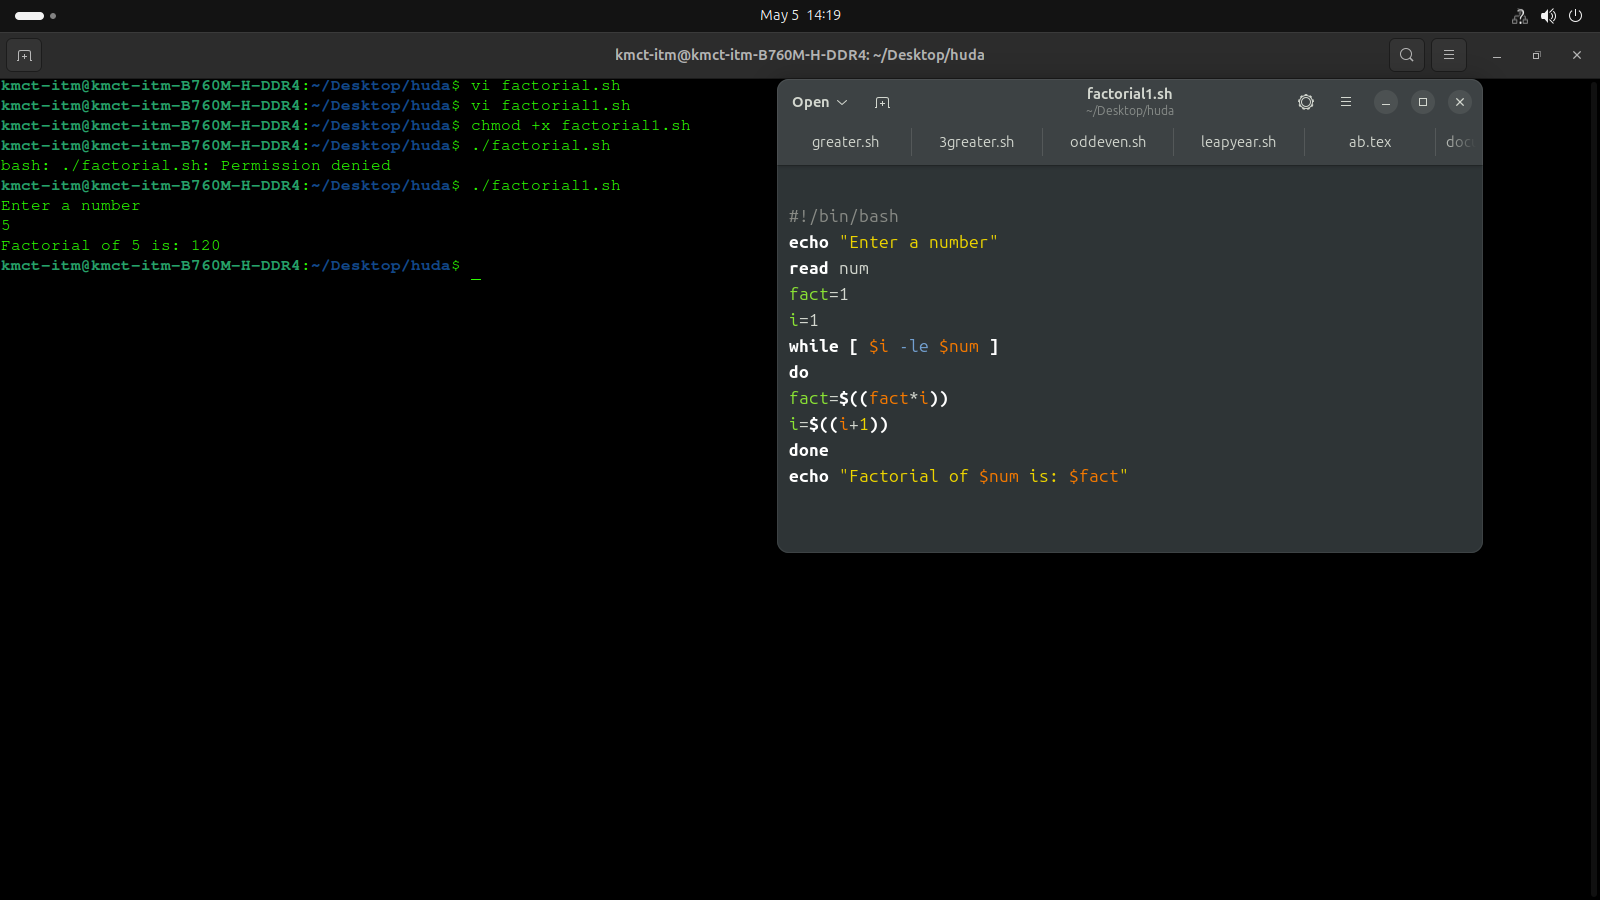 May 5 14:19
kmct-itm@kmct-itm-B760M-H-DDR4: ~/Desktop/huda
kmct-itm@kmct-itm-B760M-H-DDR4:~/Desktop/huda$ vi factorial.sh
kmct-itm@kmct-itm-B760M-H-DDR4:~/Desktop/huda$ vi factorial1.sh
kmct-itm@kmct-itm-B760M-H-DDR4:~/Desktop/huda$ chmod +x factorial1.sh
kmct-itm@kmct-itm-B760M-H-DDR4:~/Desktop/huda$ ./factorial.sh
bash: ./factorial.sh: Permission denied
kmct-itm@kmct-itm-B760M-H-DDR4:~/Desktop/huda$ ./factorial1.sh
Enter a number
5
Factorial of 5 is: 120
kmct-itm@kmct-itm-B760M-H-DDR4:~/Desktop/huda$
Open
factorial1.sh
~/Desktop/huda
greater.sh 3greater.sh oddeven.sh leapyear.sh ab.tex
#!/bin/bash
echo "Enter a number"
read num
fact=1
i=1
while [ $i -le $num ]
do
fact=$((fact*i))
i=$((i+1))
done
echo "Factorial of $num is: $fact"